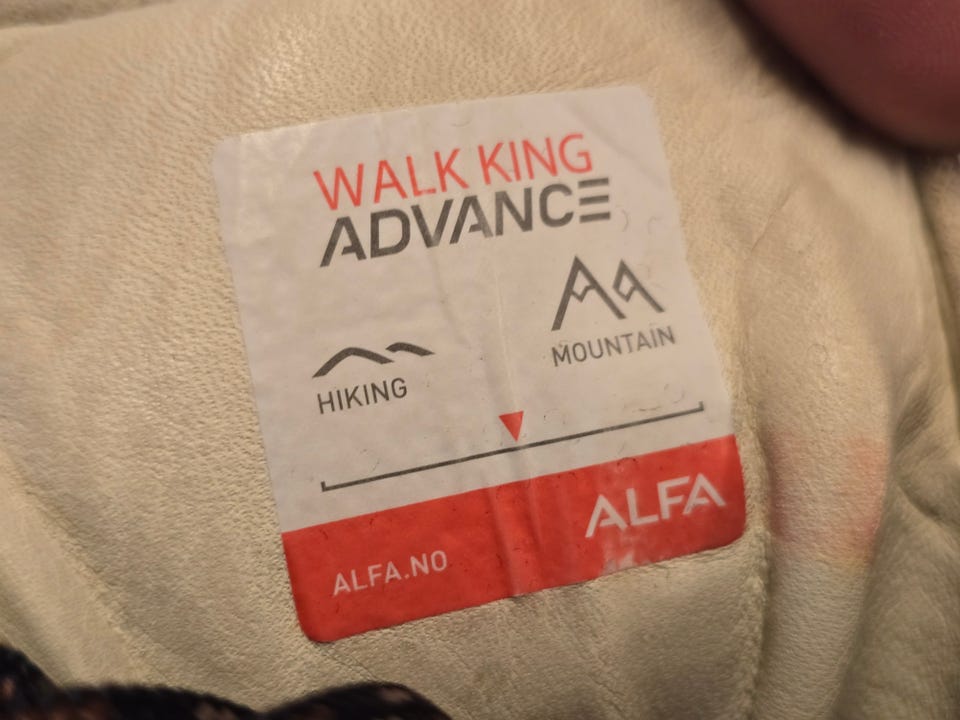 WALK KING
ADVANCE
HIKING
MOUNTAIN
ALFA.NO
ALFA